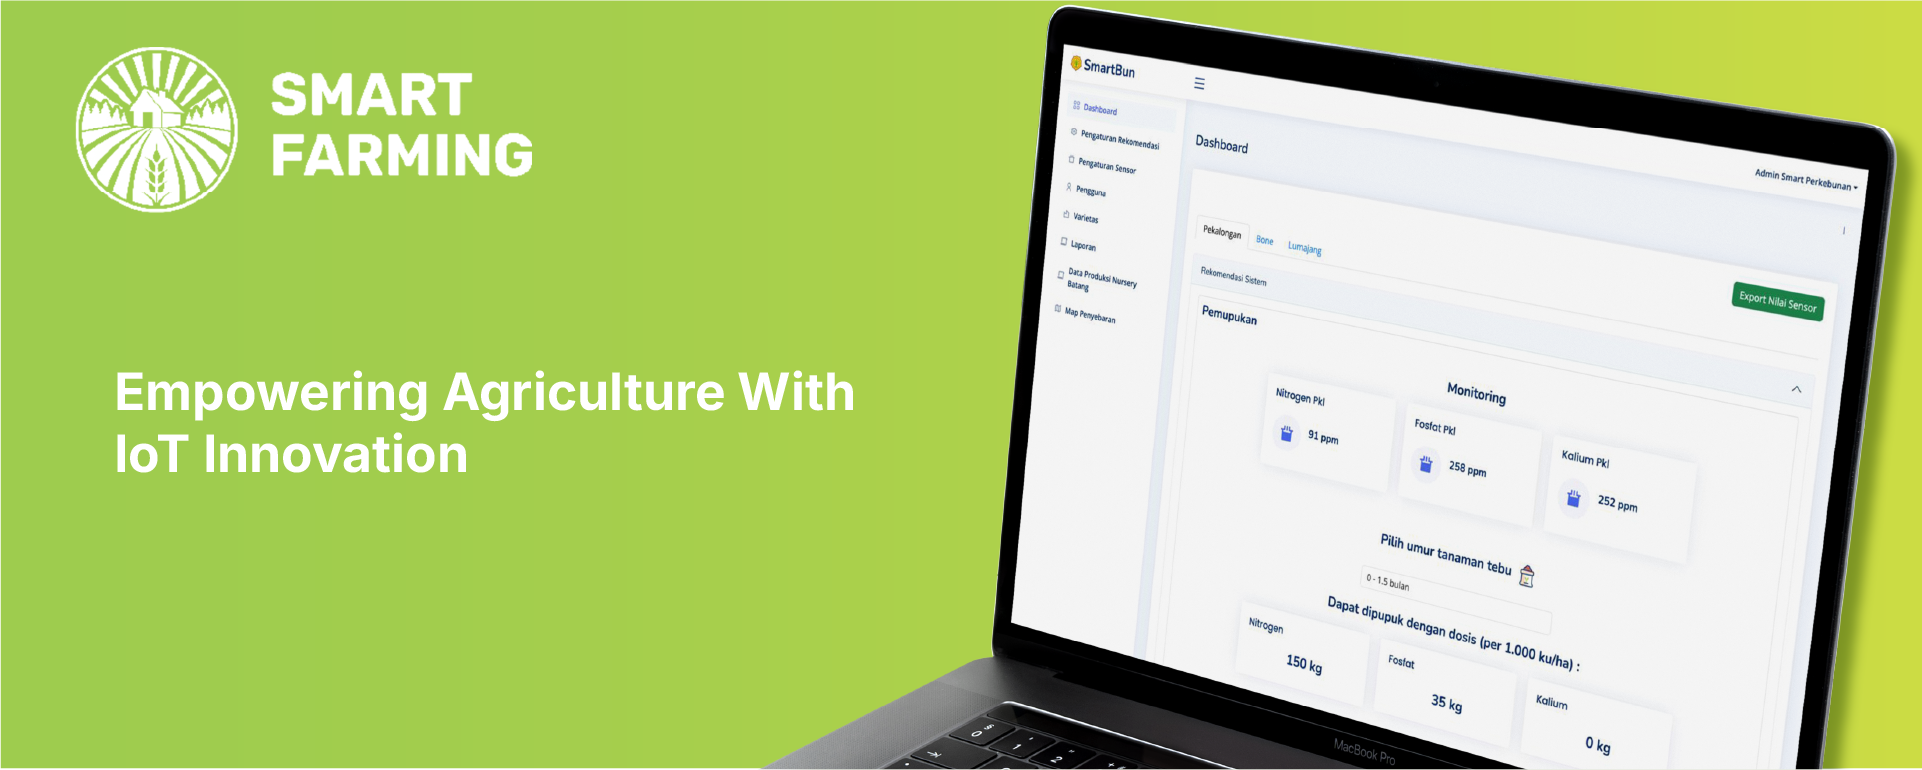 SMART
FARMING
Empowering Agriculture With
IoT Innovation
SmartBun
Dashboard
Pengaturan Rekomendasi
Pengaturan Sensor
Pengguna
Varietas
Laporan
Data Produksi Nursery
Batang
Map Penyebaran
Admin Smart Perkebunan
Dashboard
Pekalongan Bone Lumajang
Export Nilai Sensor
Rekomendasi Sistem
Pemupukan
Monitoring
Nitrogen Pkl
91 ppm
Fosfat Pkl
258 ppm
Kalium Pkl
252 ppm
Pilih umur tanaman tebu
0 - 1.5 bulan
Dapat dipupuk dengan dosis (per 1.000 ku/ha) :
Nitrogen
150 kg
Fosfat
35 kg
Kalium
0 kg
MacBook Pro